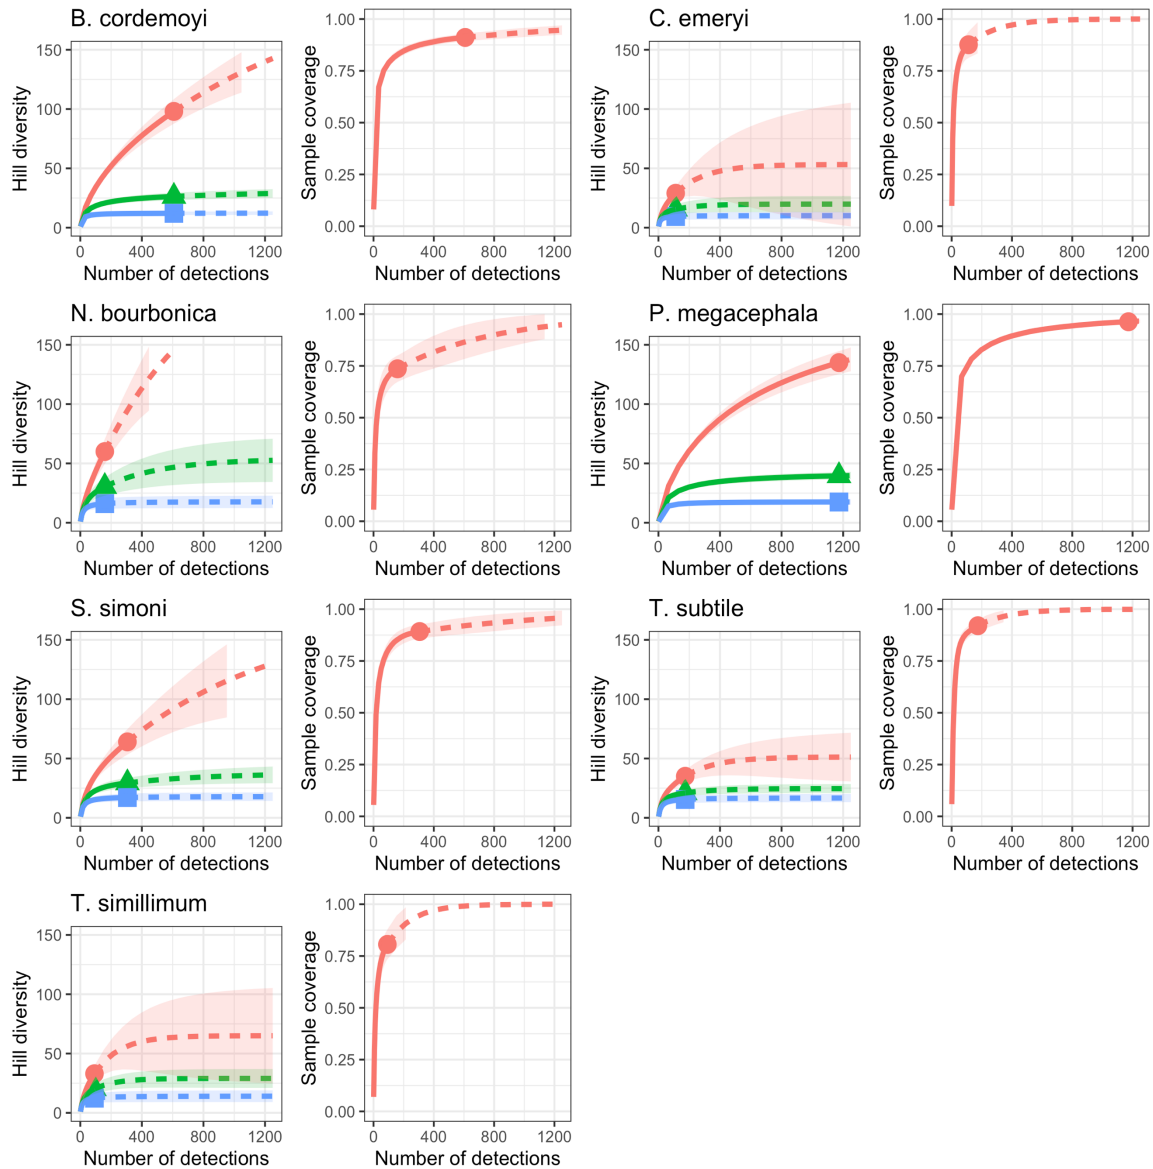 B. cordemoyi
Hill diversity
150
100
50
0
0 400 800 1200
Number of detections
Sample coverage
1.00
0.75
0.50
0.25
0.00
0 400 800 1200
Number of detections
C. emeryi
Hill diversity
150
100
50
0
0 400 800 1200
Number of detections
Sample coverage
1.00
0.75
0.50
0.25
0.00
0 400 800 1200
Number of detections
N. bourbonica
Hill diversity
150
100
50
0
0 400 800 1200
Number of detections
Sample coverage
1.00
0.75
0.50
0.25
0.00
0 400 800 1200
Number of detections
P. megacephala
Hill diversity
150
100
50
0
0 400 800 1200
Number of detections
Sample coverage
1.00
0.75
0.50
0.25
0.00
0 400 800 1200
Number of detections
S. simoni
Hill diversity
150
100
50
0
0 400 800 1200
Number of detections
Sample coverage
1.00
0.75
0.50
0.25
0.00
0 400 800 1200
Number of detections
T. subtile
Hill diversity
150
100
50
0
0 400 800 1200
Number of detections
Sample coverage
1.00
0.75
0.50
0.25
0.00
0 400 800 1200
Number of detections
T. simillimum
Hill diversity
150
100
50
0
0 400 800 1200
Number of detections
Sample coverage
1.00
0.75
0.50
0.25
0.00
0 400 800 1200
Number of detections